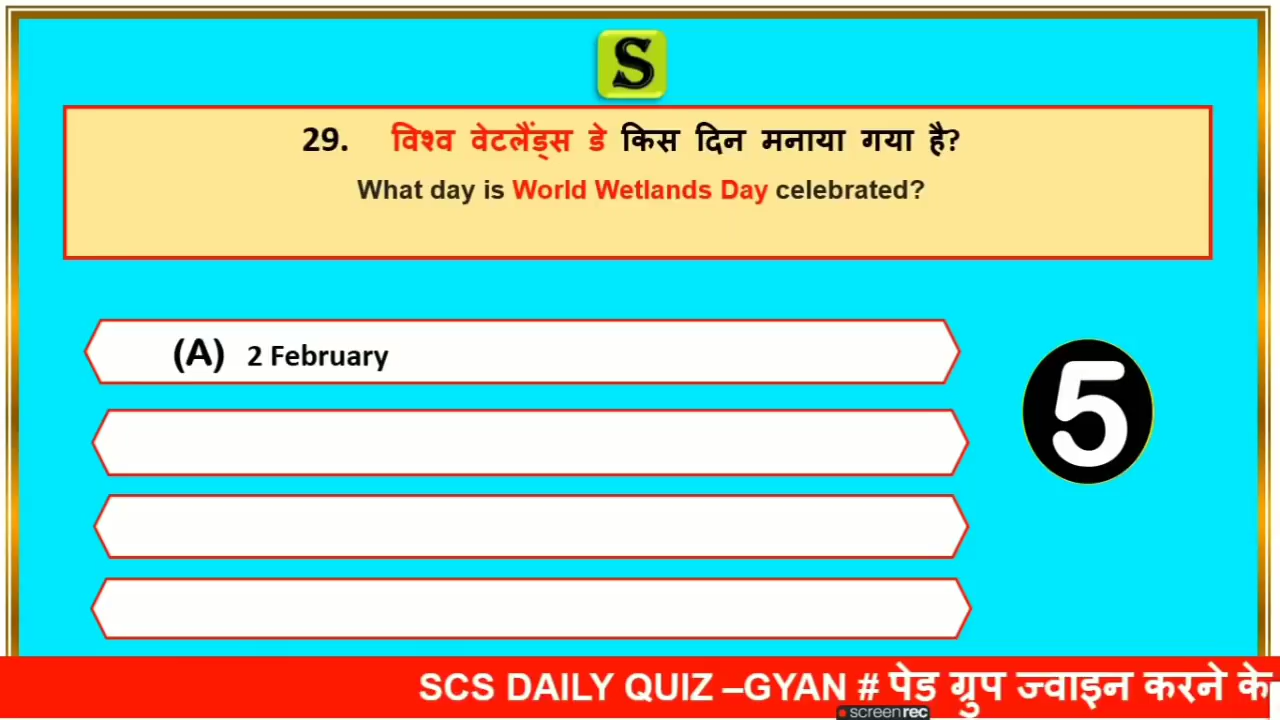 S
29. विश्व वेटलैंड्स डे किस दिन मनाया गया है?
What day is World Wetlands Day celebrated?
(A) 2 February
5
SCS DAILY QUIZ –GYAN # पेड ग्रुप ज्वाइन करने के
screenrec